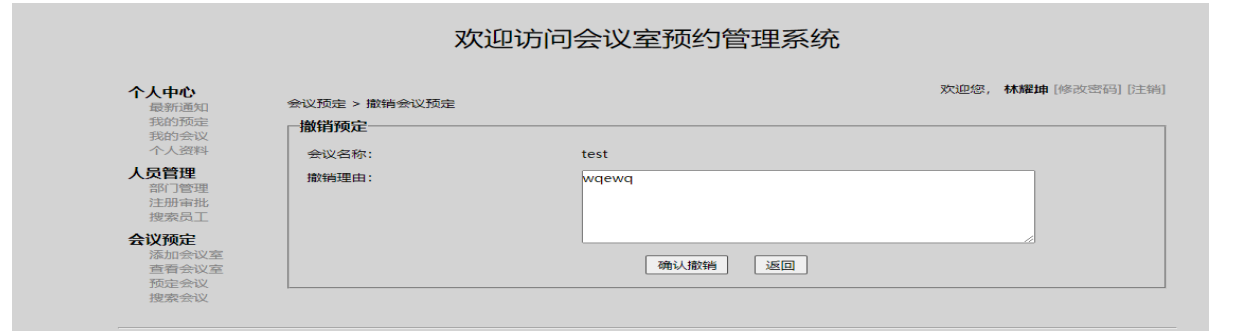 欢迎访问会议室预约管理系统
欢迎您, 林耀坤 [修改密码] [注销]
个人中心
最新通知
我的预定
我的会议
个人资料
人员管理
部门管理
注册审批
搜索员工
会议预定
添加会议室
查看会议室
预定会议
搜索会议
会议预定 > 撤销会议预定
撤销预定
会议名称: test
撤销理由: wqewq
确认撤销 返回